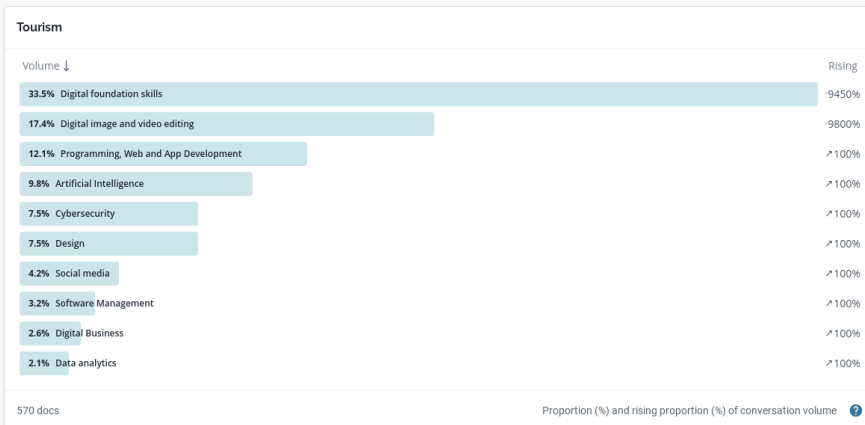 Tourism
Volume ↓ Rising
33.5% Digital foundation skills 9450%
17.4% Digital image and video editing 9800%
12.1% Programming, Web and App Development ↗100%
9.8% Artificial Intelligence ↗100%
7.5% Cybersecurity ↗100%
7.5% Design ↗100%
4.2% Social media ↗100%
3.2% Software Management ↗100%
2.6% Digital Business ↗100%
2.1% Data analytics ↗100%
570 docs Proportion (%) and rising proportion (%) of conversation volume ?